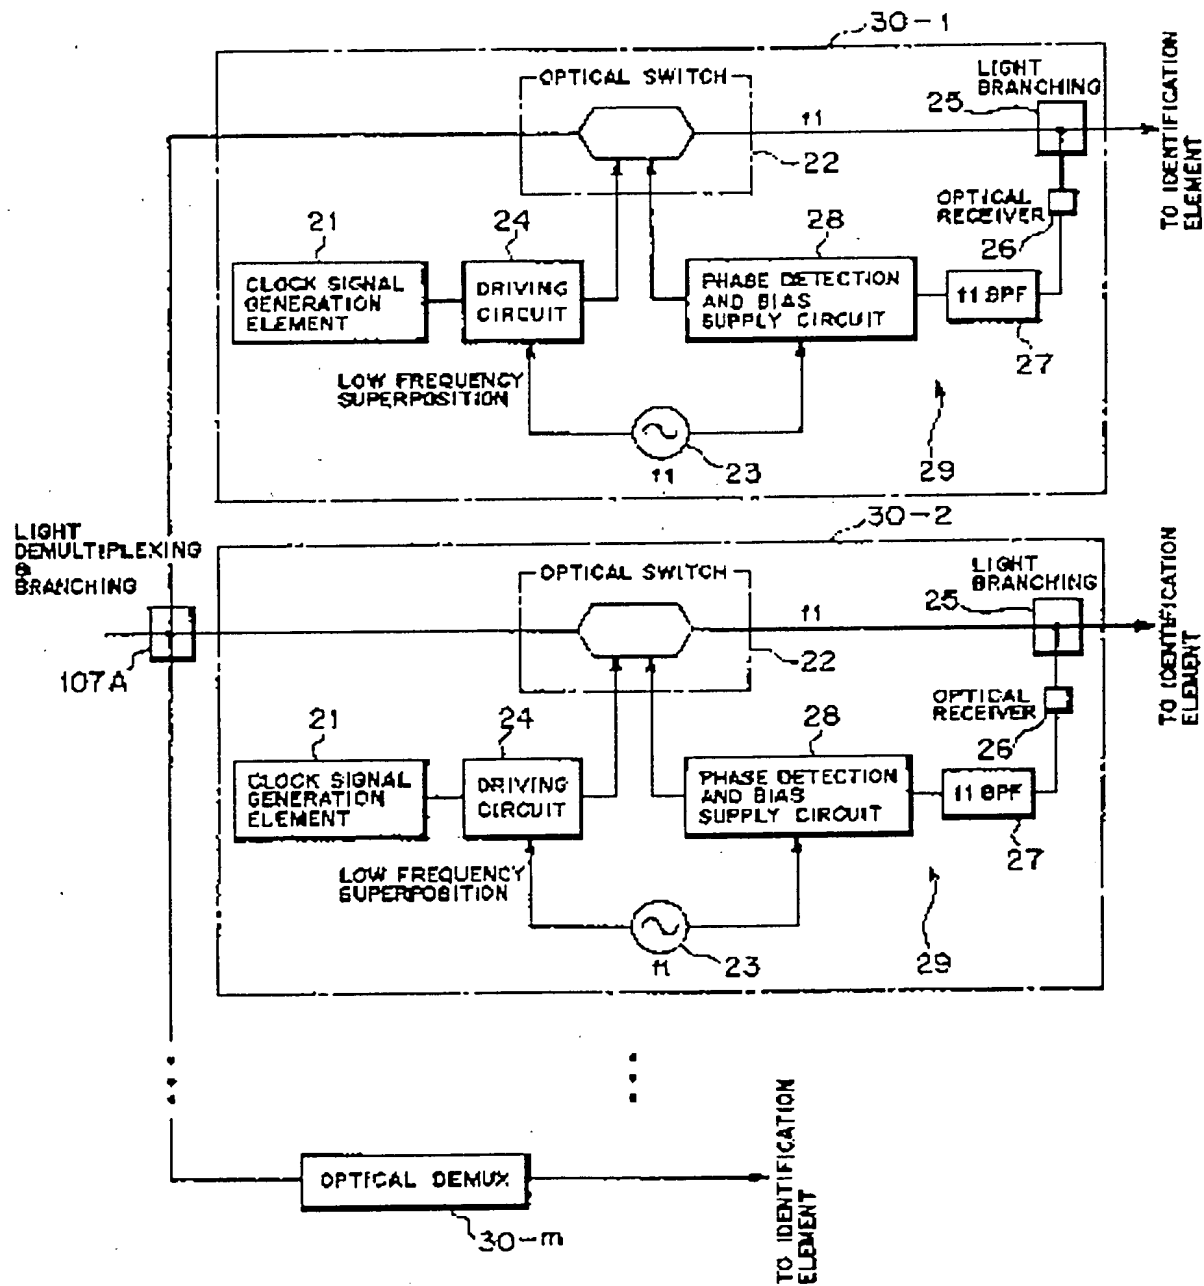 30-1
OPTICAL SWITCH
LIGHT
BRANCHING
25
f1
22
TO IDENTIFICATION
ELEMENT
OPTICAL
RECEIVER
26
21
24
28
CLOCK SIGNAL
GENERATION
ELEMENT
DRIVING
CIRCUIT
PHASE DETECTION
AND BIAS
SUPPLY CIRCUIT
f1 BPF
27
LOW FREQUENCY
SUPERPOSITION
23
f1
29
30-2
LIGHT
DEMULTIPLEXING
&
BRANCHING
107A
OPTICAL SWITCH
LIGHT
BRANCHING
25
f1
22
TO IDENTIFICATION
ELEMENT
OPTICAL
RECEIVER
26
21
24
28
CLOCK SIGNAL
GENERATION
ELEMENT
DRIVING
CIRCUIT
PHASE DETECTION
AND BIAS
SUPPLY CIRCUIT
f1 BPF
27
LOW FREQUENCY
SUPERPOSITION
23
f1
29
OPTICAL DEMUX
30-m
TO IDENTIFICATION
ELEMENT